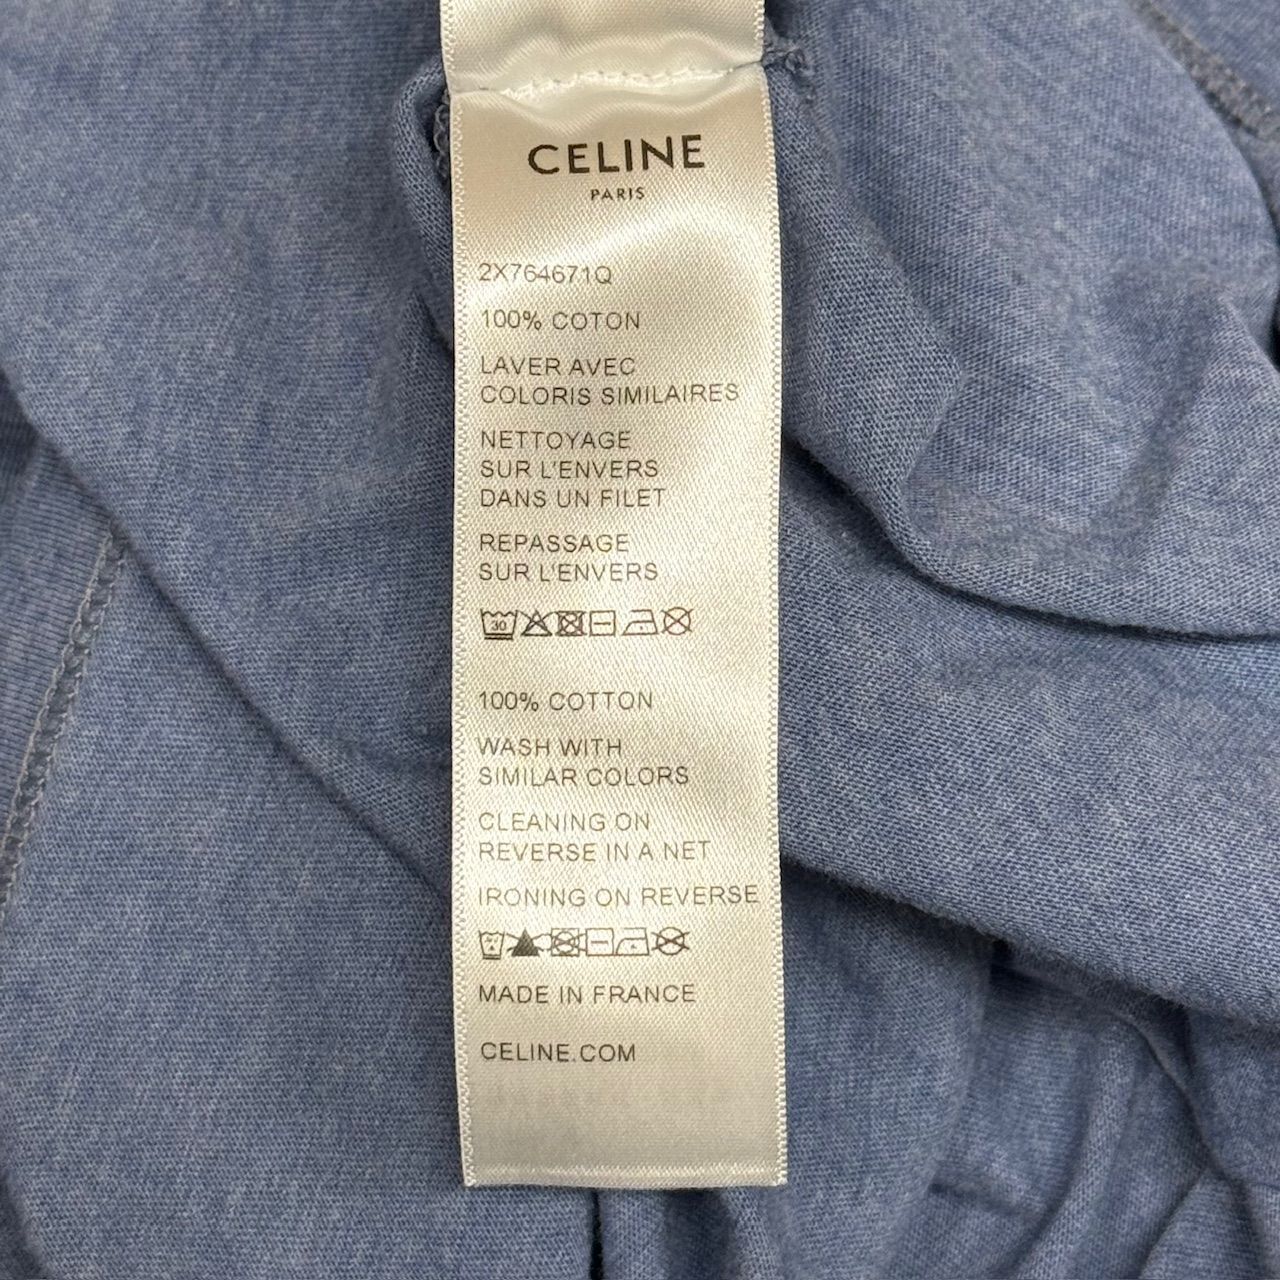 CELINE
PARIS
2X764671Q
100% COTON
LAVER AVEC
COLORIS SIMILAIRES
NETTOYAGE
SUR L'ENVERS
DANS UN FILET
REPASSAGE
SUR L'ENVERS
30
100% COTTON
WASH WITH
SIMILAR COLORS
CLEANING ON
REVERSE IN A NET
IRONING ON REVERSE
MADE IN FRANCE
CELINE.COM